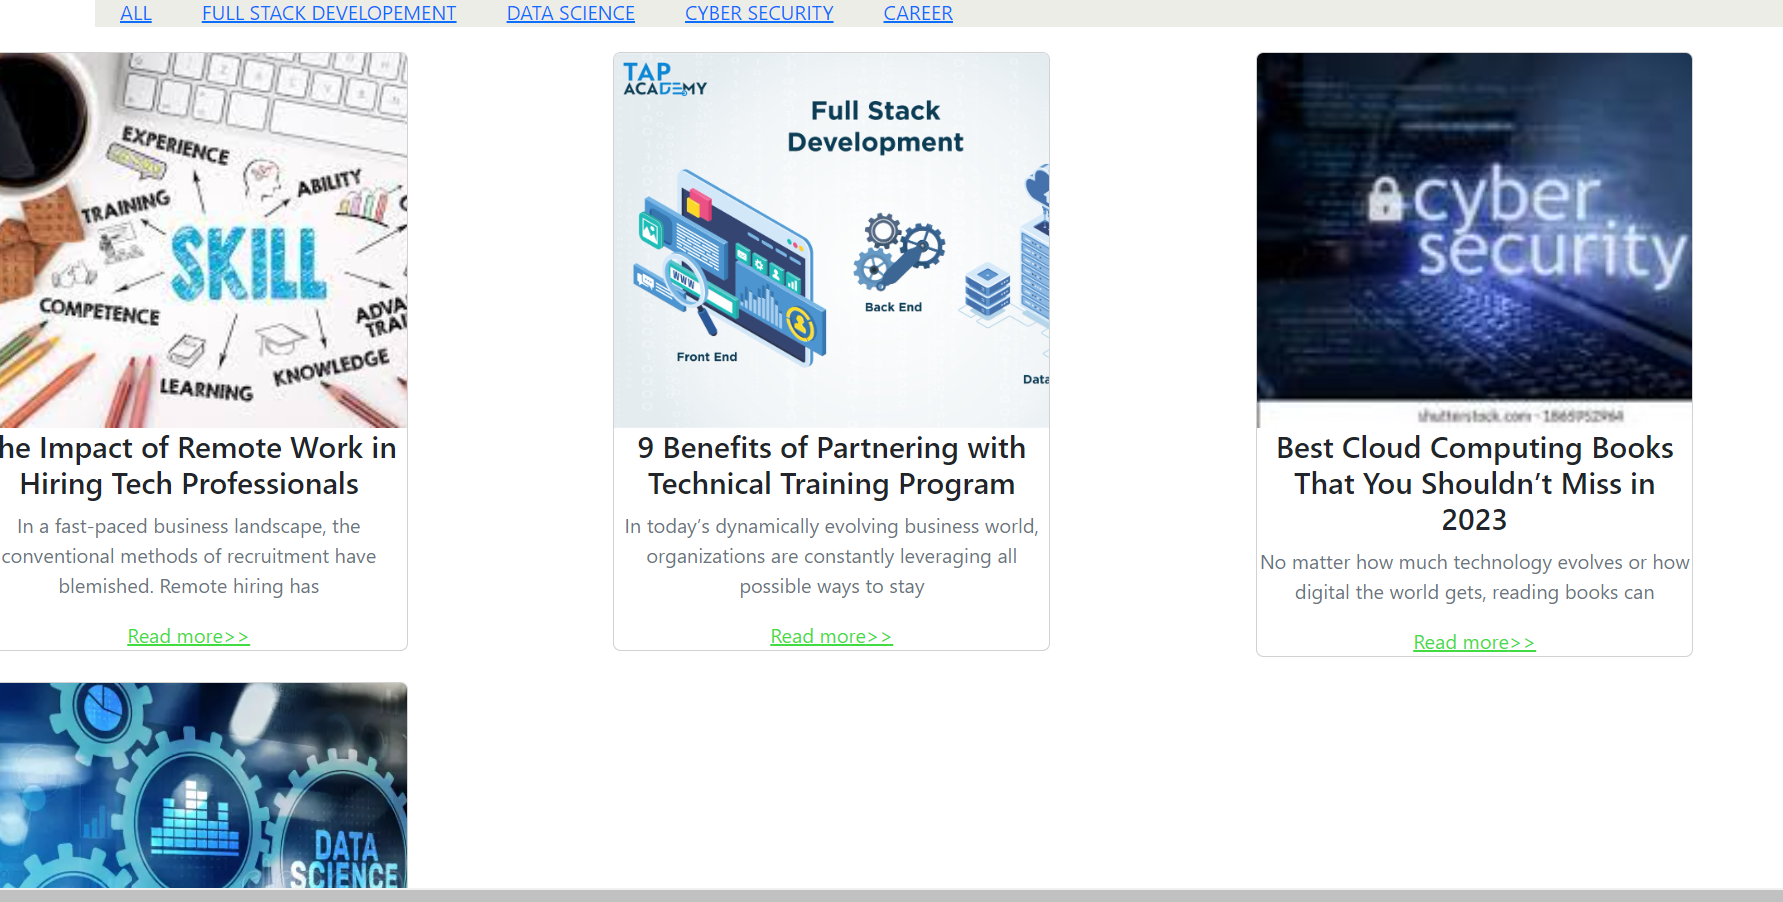 ALL FULL STACK DEVELOPEMENT DATA SCIENCE CYBER SECURITY CAREER
EXPERIENCE
ABILITY
TRAINING
SKILL
COMPETENCE
ADVA
TRAI
KNOWLEDGE
LEARNING
he Impact of Remote Work in
Hiring Tech Professionals
In a fast-paced business landscape, the
conventional methods of recruitment have
blemished. Remote hiring has
Read more>>
TAP
ACADEMY
Full Stack
Development
WWW
Back End
Front End
Data
9 Benefits of Partnering with
Technical Training Program
In today’s dynamically evolving business world,
organizations are constantly leveraging all
possible ways to stay
Read more>>
cyber
security
shutterstock.com · 1865952964
Best Cloud Computing Books
That You Shouldn’t Miss in
2023
No matter how much technology evolves or how
digital the world gets, reading books can
Read more>>
DATA
SCIENCE